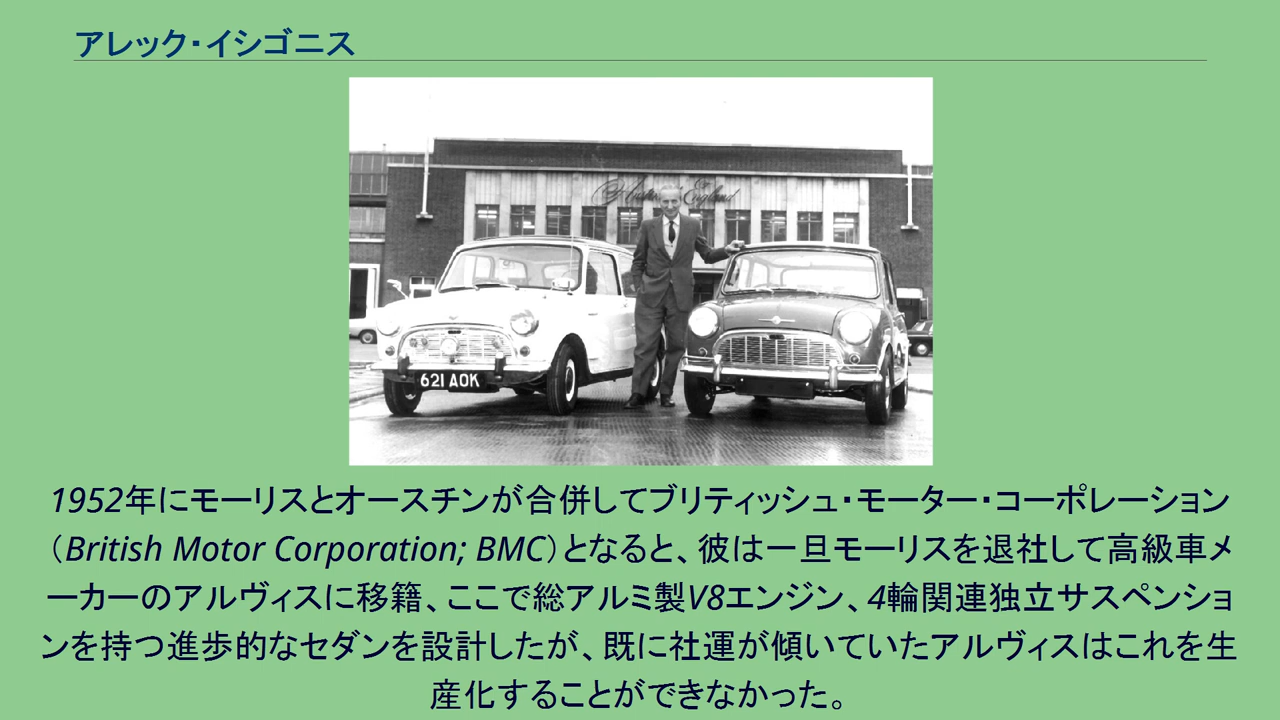 アレック・イシゴニス
Austin of England
621 AOK
1952年にモーリスとオースチンが合併してブリティッシュ・モーター・コーポレーション
（British Motor Corporation; BMC）となると、彼は一旦モーリスを退社して高級車メ
ーカーのアルヴィスに移籍、ここで総アルミ製V8エンジン、4輪関連独立サスペンショ
ンを持つ進歩的なセダンを設計したが、既に社運が傾いていたアルヴィスはこれを生
産化することができなかった。